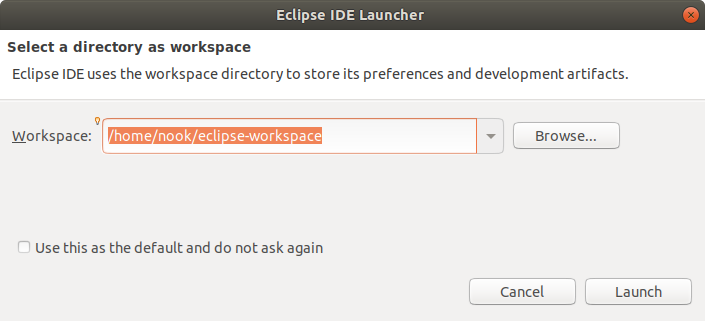 Eclipse IDE Launcher
Select a directory as workspace
Eclipse IDE uses the workspace directory to store its preferences and development artifacts.
Workspace: /home/nook/eclipse-workspace Browse...
Use this as the default and do not ask again
Cancel Launch